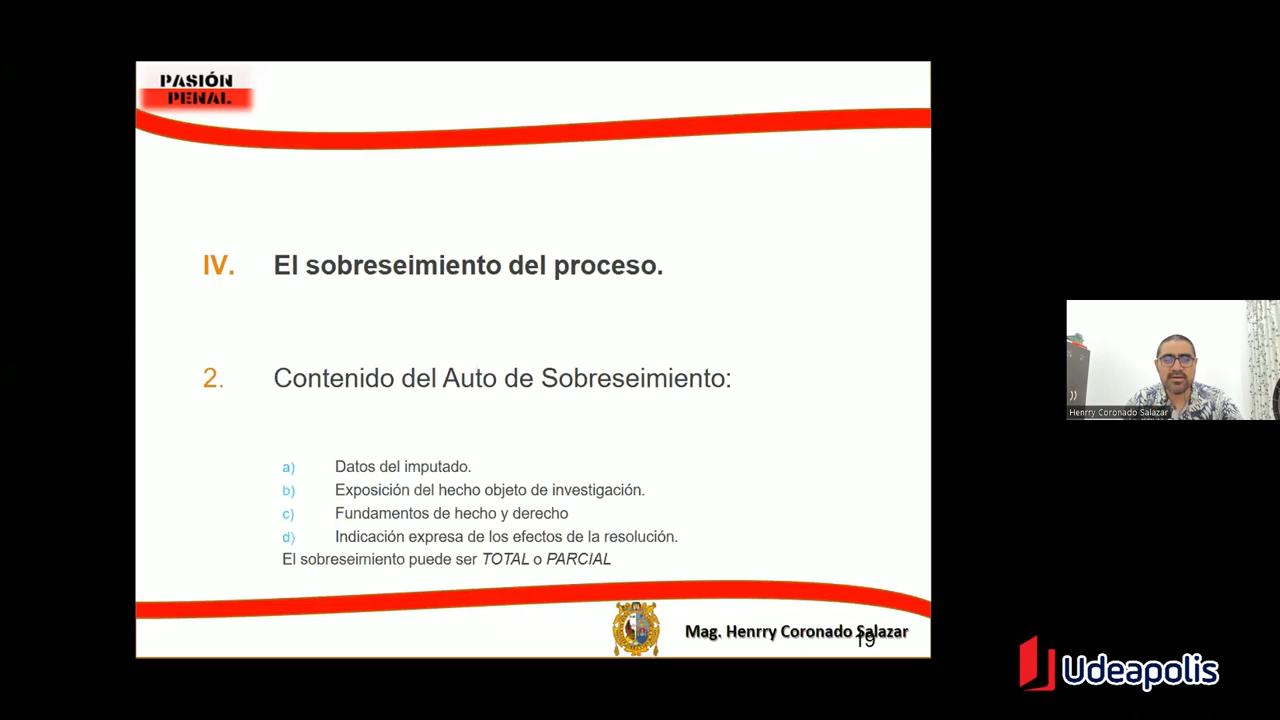 PASIÓN
PENAL
IV. El sobreseimiento del proceso.
2. Contenido del Auto de Sobreseimiento:
a) Datos del imputado.
b) Exposición del hecho objeto de investigación.
c) Fundamentos de hecho y derecho
d) Indicación expresa de los efectos de la resolución.
El sobreseimiento puede ser TOTAL o PARCIAL
Mag. Henrry Coronado Salazar
19
Henrry Coronado Salazar
Udeapolis